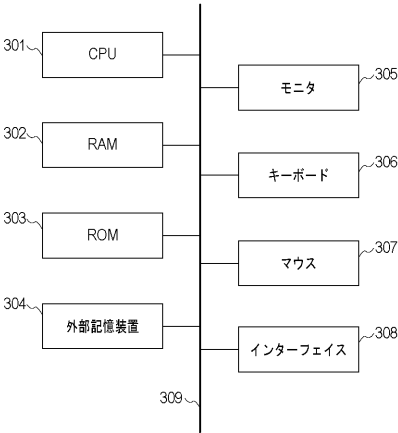 301
CPU
302
RAM
303
ROM
304
外部記憶装置
305
モニタ
306
キーボード
307
マウス
308
インターフェイス
309